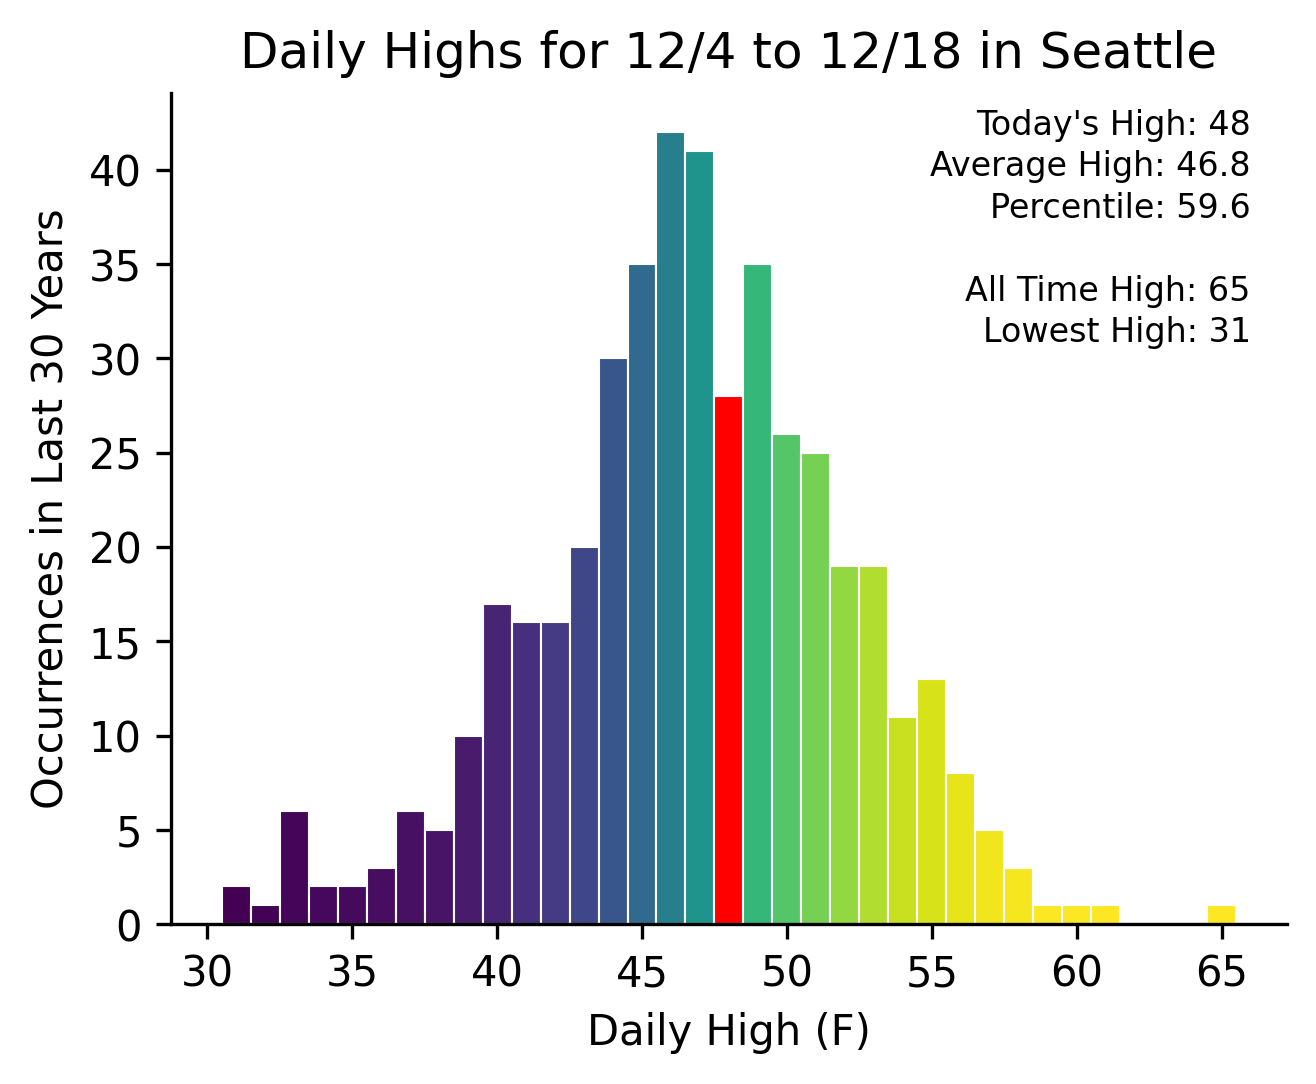 Daily Highs for 12/4 to 12/18 in Seattle
Today's High: 48
Average High: 46.8
Percentile: 59.6
All Time High: 65
Lowest High: 31
Occurrences in Last 30 Years
40
35
30
25
20
15
10
5
0
30 35 40 45 50 55 60 65
Daily High (F)